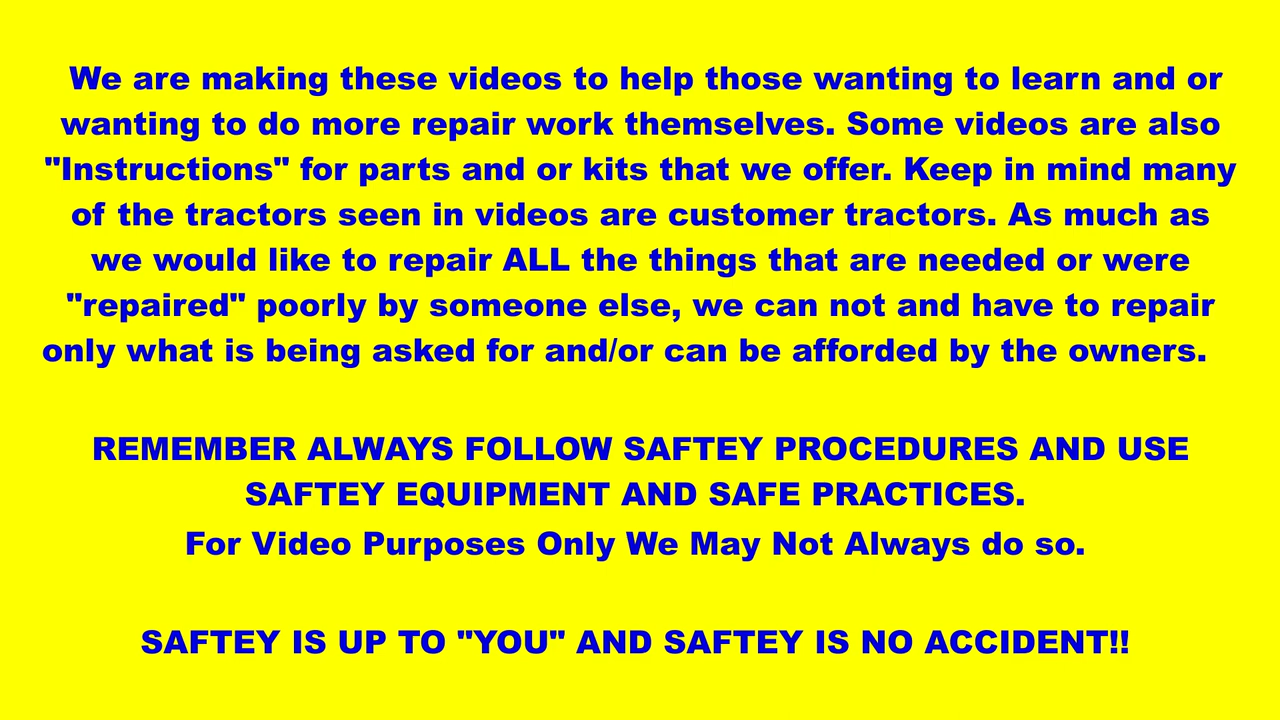 We are making these videos to help those wanting to learn and or
wanting to do more repair work themselves. Some videos are also
"Instructions" for parts and or kits that we offer. Keep in mind many
of the tractors seen in videos are customer tractors. As much as
we would like to repair ALL the things that are needed or were
"repaired" poorly by someone else, we can not and have to repair
only what is being asked for and/or can be afforded by the owners.
REMEMBER ALWAYS FOLLOW SAFTEY PROCEDURES AND USE
SAFTEY EQUIPMENT AND SAFE PRACTICES.
For Video Purposes Only We May Not Always do so.
SAFTEY IS UP TO "YOU" AND SAFTEY IS NO ACCIDENT!!